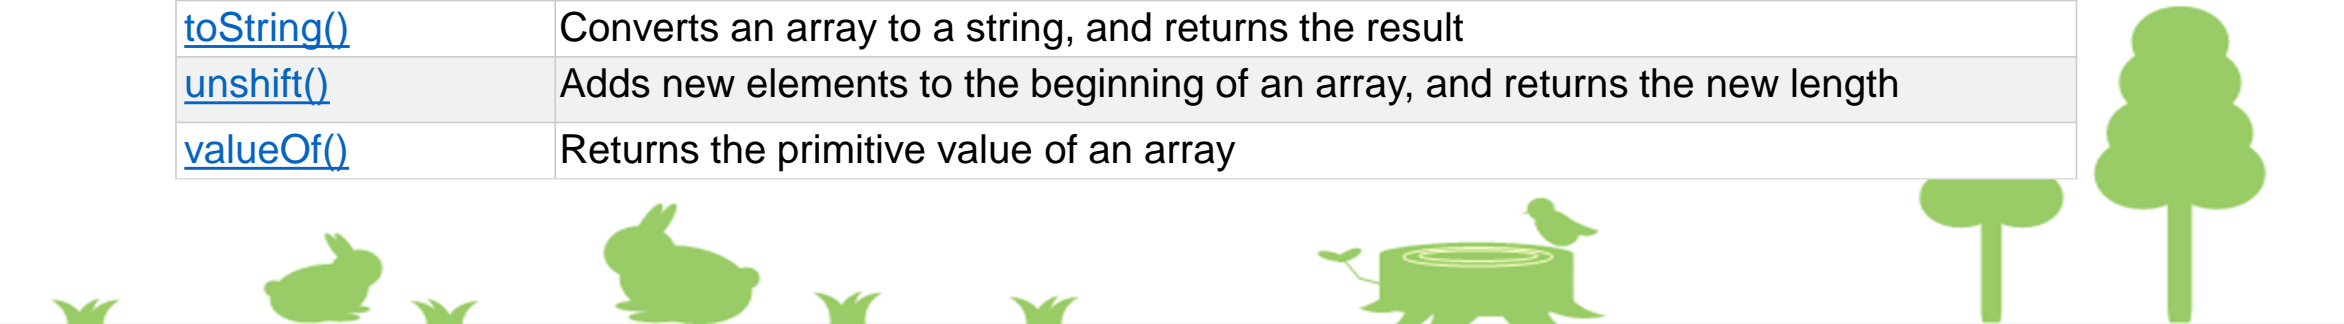 toString() Converts an array to a string, and returns the result
unshift() Adds new elements to the beginning of an array, and returns the new length
valueOf() Returns the primitive value of an array